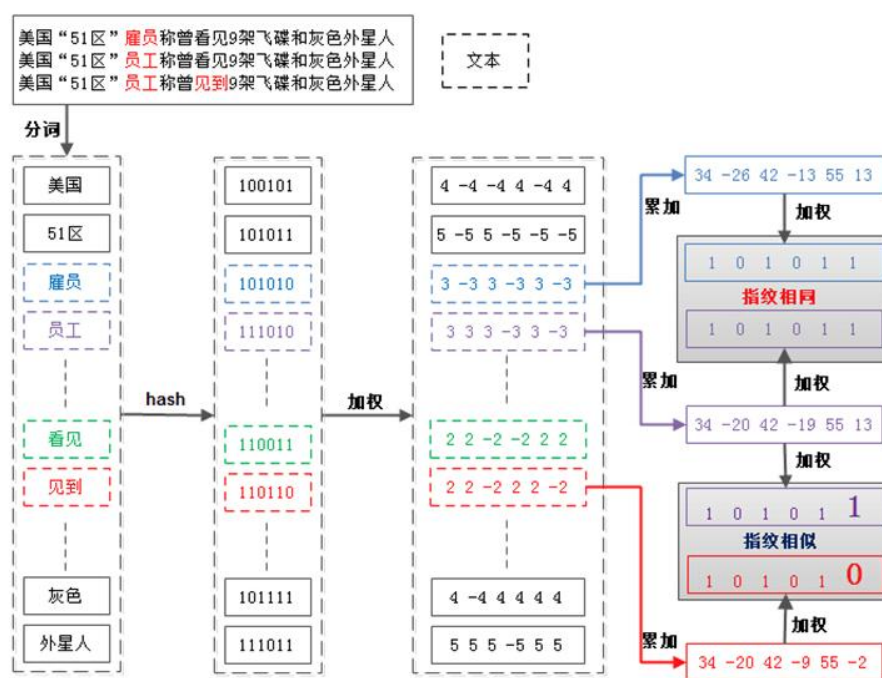 美国“51区”雇员称曾看见9架飞碟和灰色外星人
美国“51区”员工称曾看见9架飞碟和灰色外星人
美国“51区”员工称曾见到9架飞碟和灰色外星人
文本
分词
美国
51区
雇员
员工
看见
见到
灰色
外星人
hash
100101
101011
101010
111010
110011
110110
101111
111011
加权
4 -4 -4 4 -4 4
5 -5 5 -5 -5 -5
3 -3 3 -3 3 -3
3 3 3 -3 3 -3
2 2 -2 -2 2 2
2 2 -2 2 2 -2
4 -4 4 4 4 4
5 5 5 -5 5 5
累加
34 -26 42 -13 55 13
加权
1 0 1 0 1 1
指纹相同
1 0 1 0 1 1
加权
累加
34 -20 42 -19 55 13
加权
1 0 1 0 1 1
指纹相似
1 0 1 0 1 0
加权
累加
34 -20 42 -9 55 -2